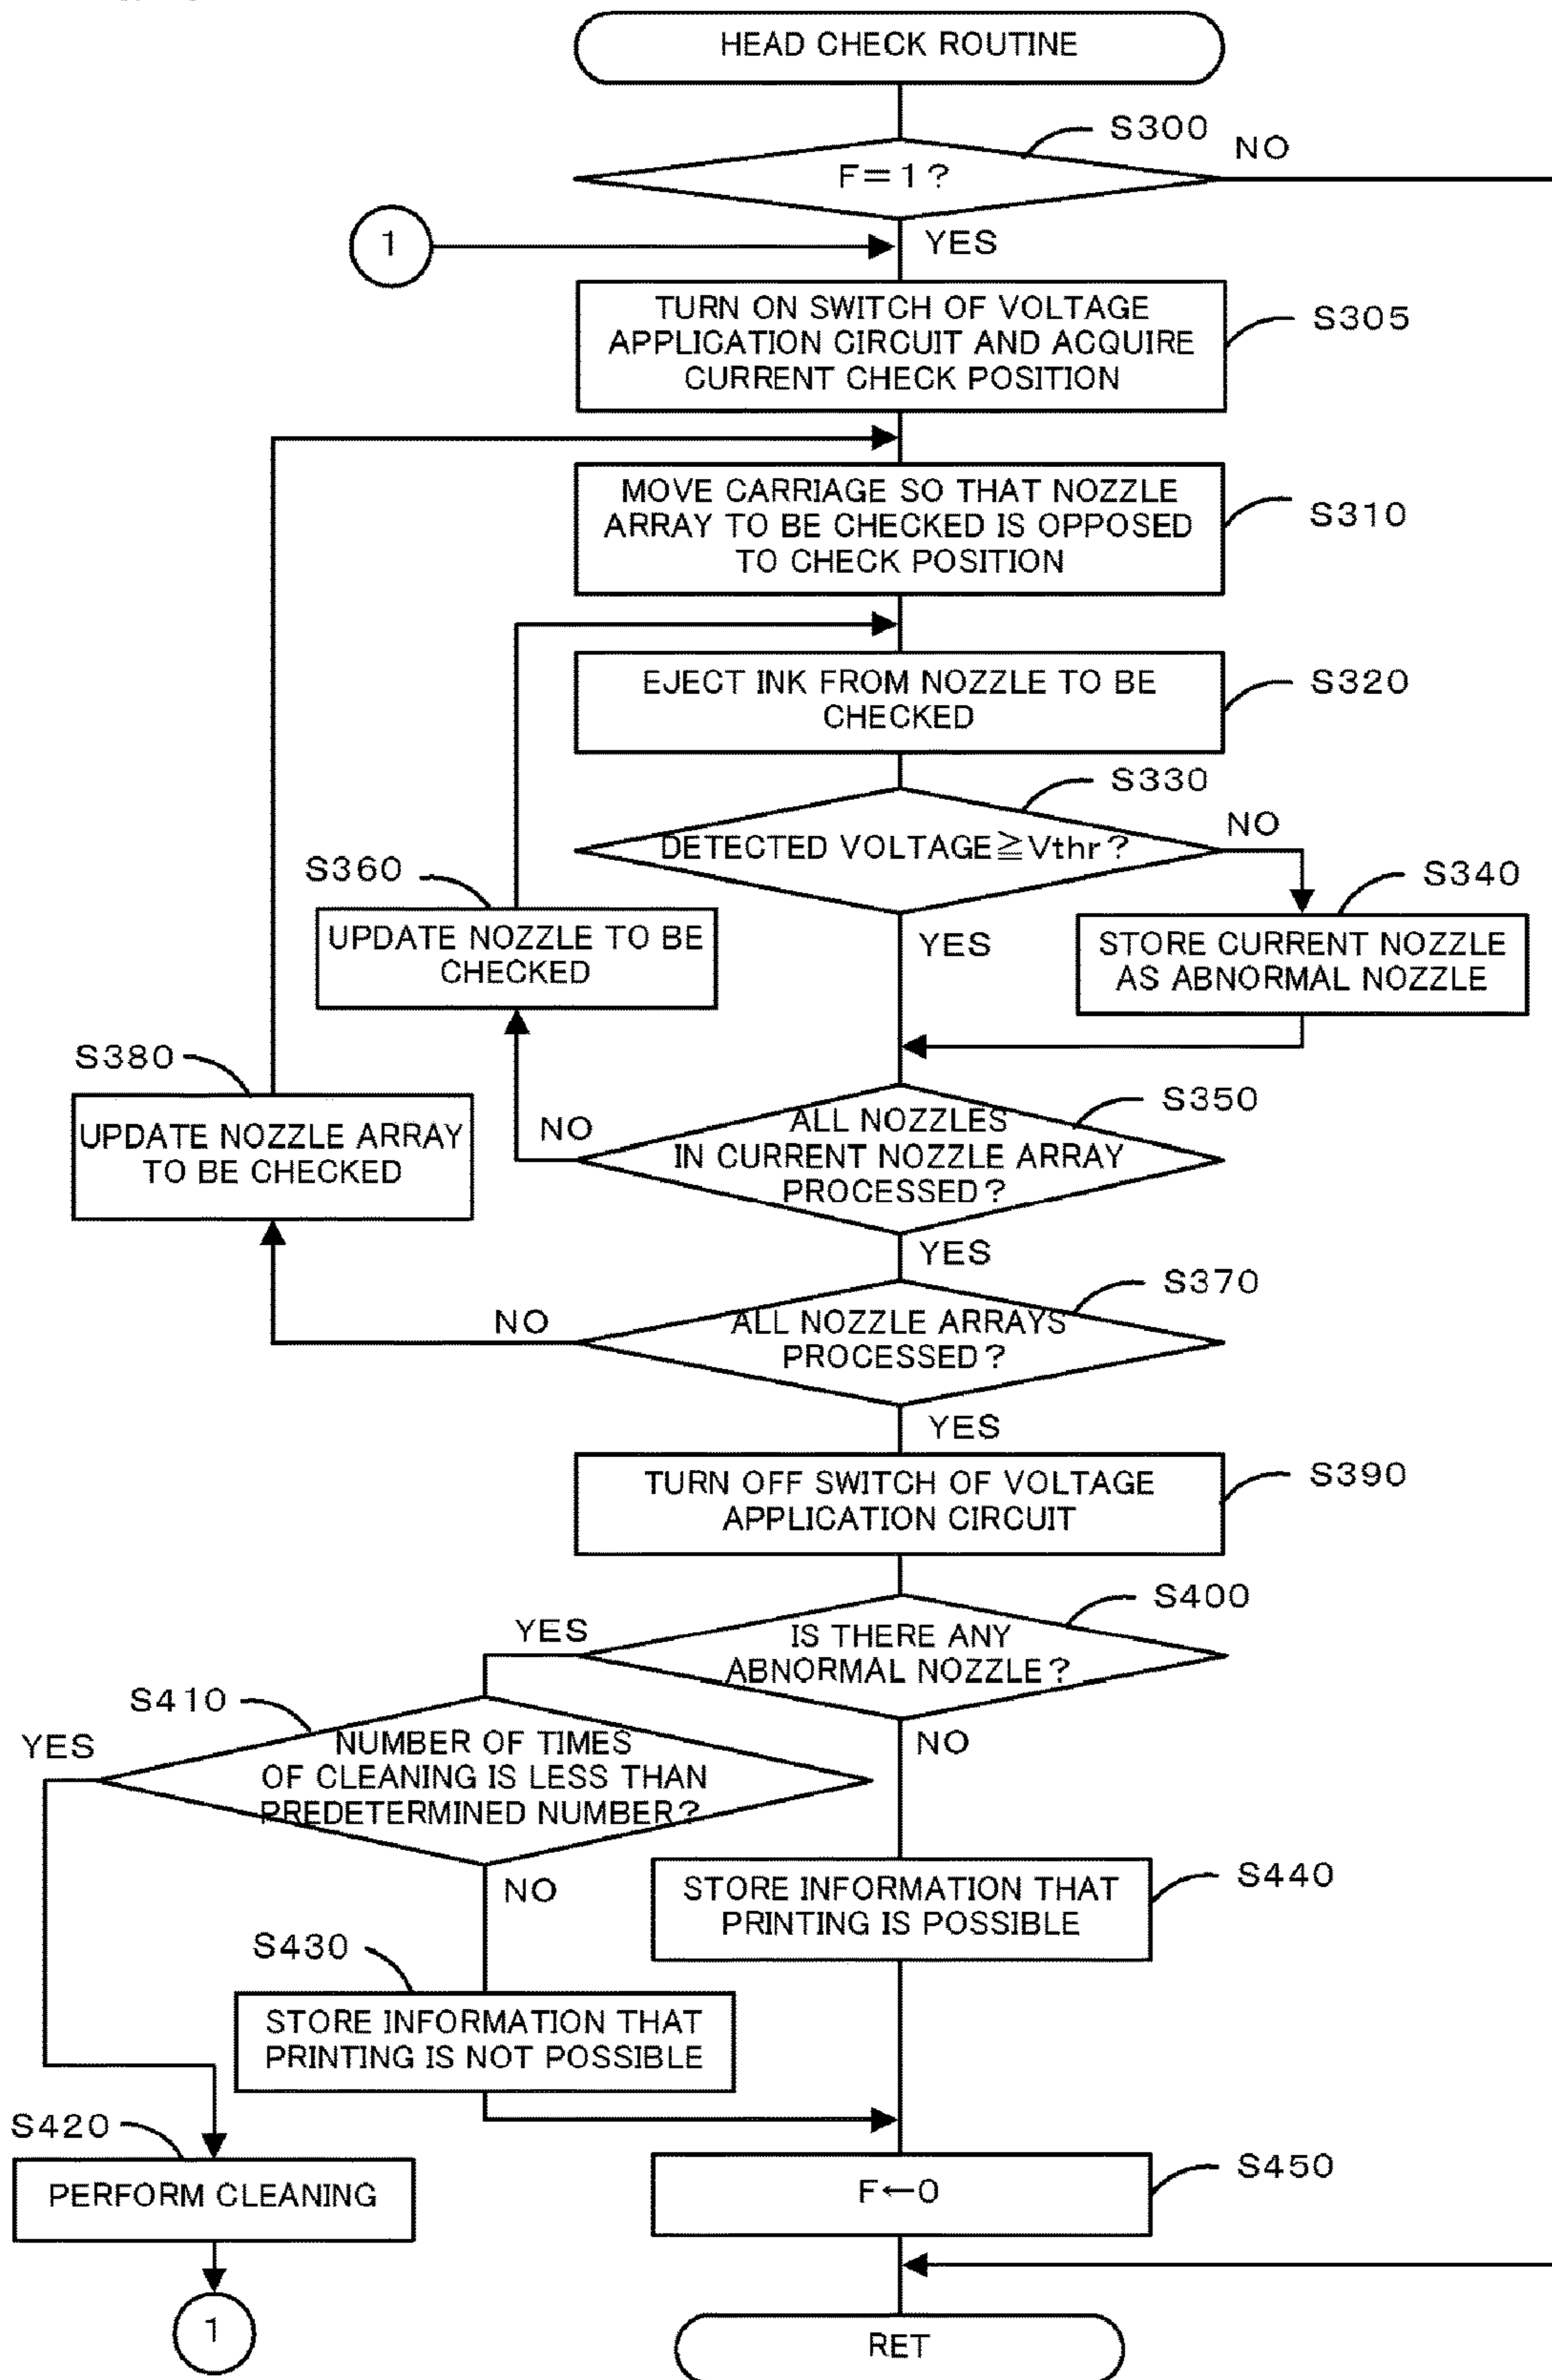 HEAD CHECK ROUTINE
S300
NO
F=1?
1
YES
TURN ON SWITCH OF VOLTAGE
APPLICATION CIRCUIT AND ACQUIRE
CURRENT CHECK POSITION
S305
MOVE CARRIAGE SO THAT NOZZLE
ARRAY TO BE CHECKED IS OPPOSED
TO CHECK POSITION
S310
EJECT INK FROM NOZZLE TO BE
CHECKED
S320
S330
DETECTED VOLTAGE≧Vthr?
NO
S360
S340
UPDATE NOZZLE TO BE
CHECKED
YES
STORE CURRENT NOZZLE
AS ABNORMAL NOZZLE
S380
S350
UPDATE NOZZLE ARRAY
TO BE CHECKED
NO
ALL NOZZLES
IN CURRENT NOZZLE ARRAY
PROCESSED?
YES
S370
NO
ALL NOZZLE ARRAYS
PROCESSED?
YES
TURN OFF SWITCH OF VOLTAGE
APPLICATION CIRCUIT
S390
S400
YES
IS THERE ANY
ABNORMAL NOZZLE?
S410
YES
NUMBER OF TIMES
OF CLEANING IS LESS THAN
PREDETERMINED NUMBER?
NO
NO
STORE INFORMATION THAT
PRINTING IS POSSIBLE
S440
S430
STORE INFORMATION THAT
PRINTING IS NOT POSSIBLE
S420
PERFORM CLEANING
F←0
S450
1
RET